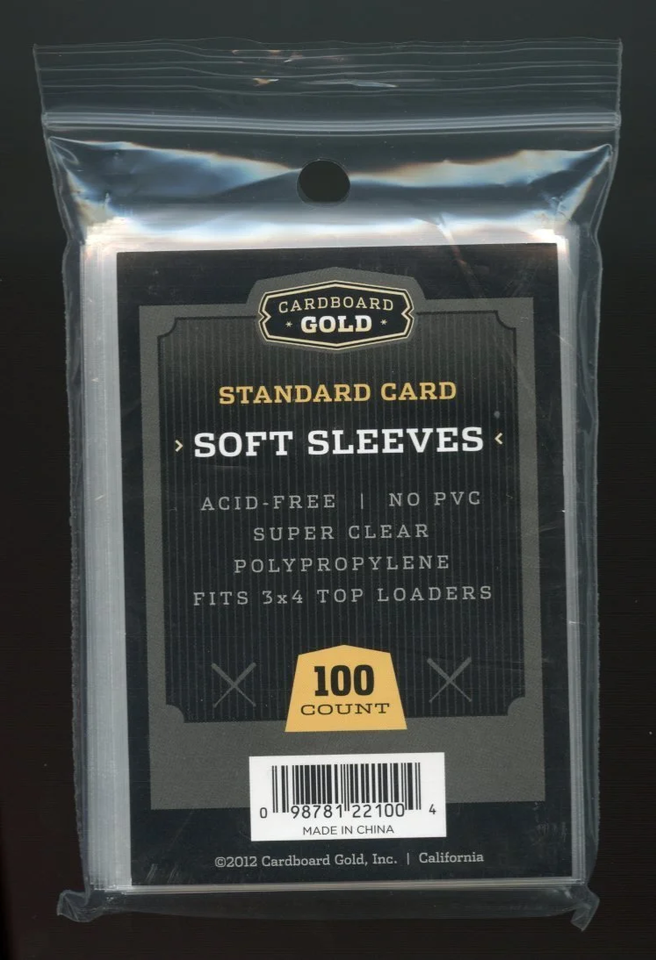 CARDBOARD
GOLD
STANDARD CARD
› SOFT SLEEVES ‹
ACID-FREE | NO PVC
SUPER CLEAR
POLYPROPYLENE
FITS 3x4 TOP LOADERS
100
COUNT
0 98781 22100 4
MADE IN CHINA
©2012 Cardboard Gold, Inc. | California